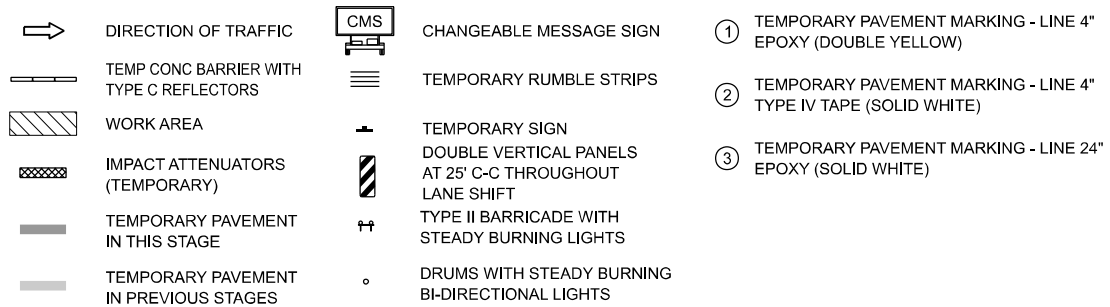 DIRECTION OF TRAFFIC
TEMP CONC BARRIER WITH
TYPE C REFLECTORS
WORK AREA
IMPACT ATTENUATORS
(TEMPORARY)
TEMPORARY PAVEMENT
IN THIS STAGE
TEMPORARY PAVEMENT
IN PREVIOUS STAGES
CMS
CHANGEABLE MESSAGE SIGN
TEMPORARY RUMBLE STRIPS
TEMPORARY SIGN
DOUBLE VERTICAL PANELS
AT 25' C-C THROUGHOUT
LANE SHIFT
TYPE II BARRICADE WITH
STEADY BURNING LIGHTS
DRUMS WITH STEADY BURNING
BI-DIRECTIONAL LIGHTS
1 TEMPORARY PAVEMENT MARKING - LINE 4"
EPOXY (DOUBLE YELLOW)
2 TEMPORARY PAVEMENT MARKING - LINE 4"
TYPE IV TAPE (SOLID WHITE)
3 TEMPORARY PAVEMENT MARKING - LINE 24"
EPOXY (SOLID WHITE)